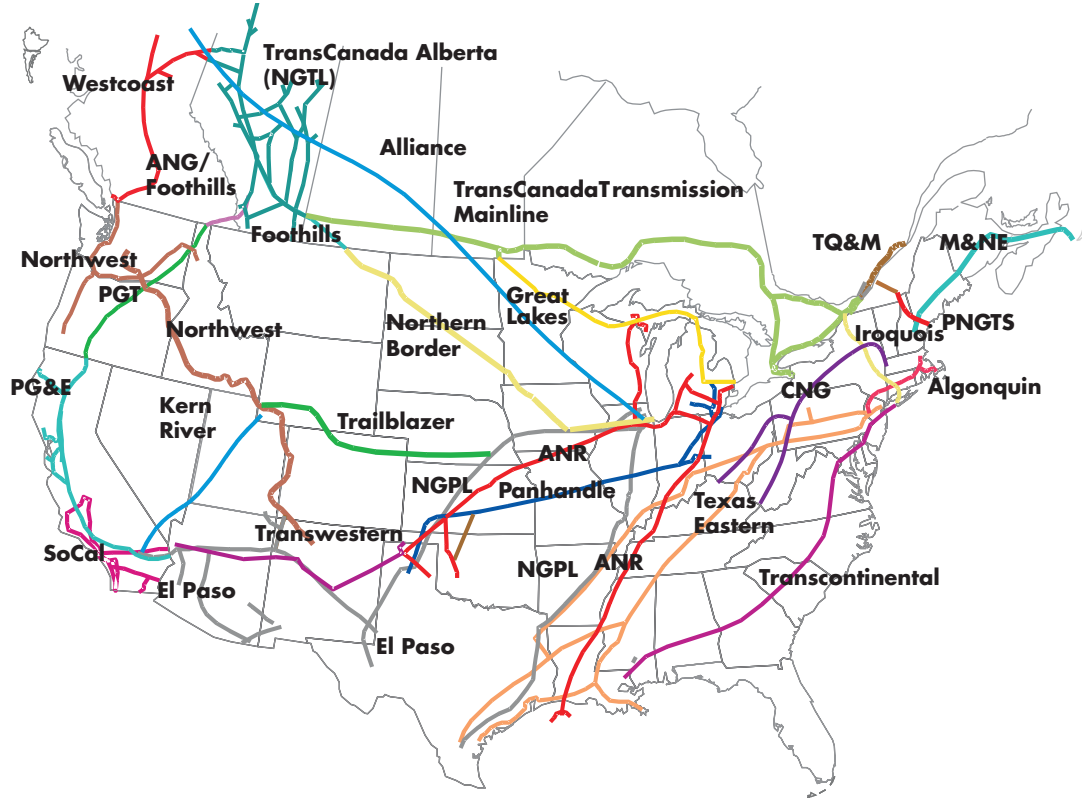 TransCanada Alberta
(NGTL)
Westcoast
Alliance
ANG/
Foothills
TransCanadaTransmission
Mainline
Foothills
TQ&M
M&NE
Northwest
PGT
Great
Lakes
Northern
Border
PNGTS
Northwest
Iroquois
PG&E
Algonquin
CNG
Kern
River
Trailblazer
ANR
NGPL
Panhandle
Texas
Eastern
Transwestern
SoCal
NGPL
ANR
Transcontinental
El Paso
El Paso